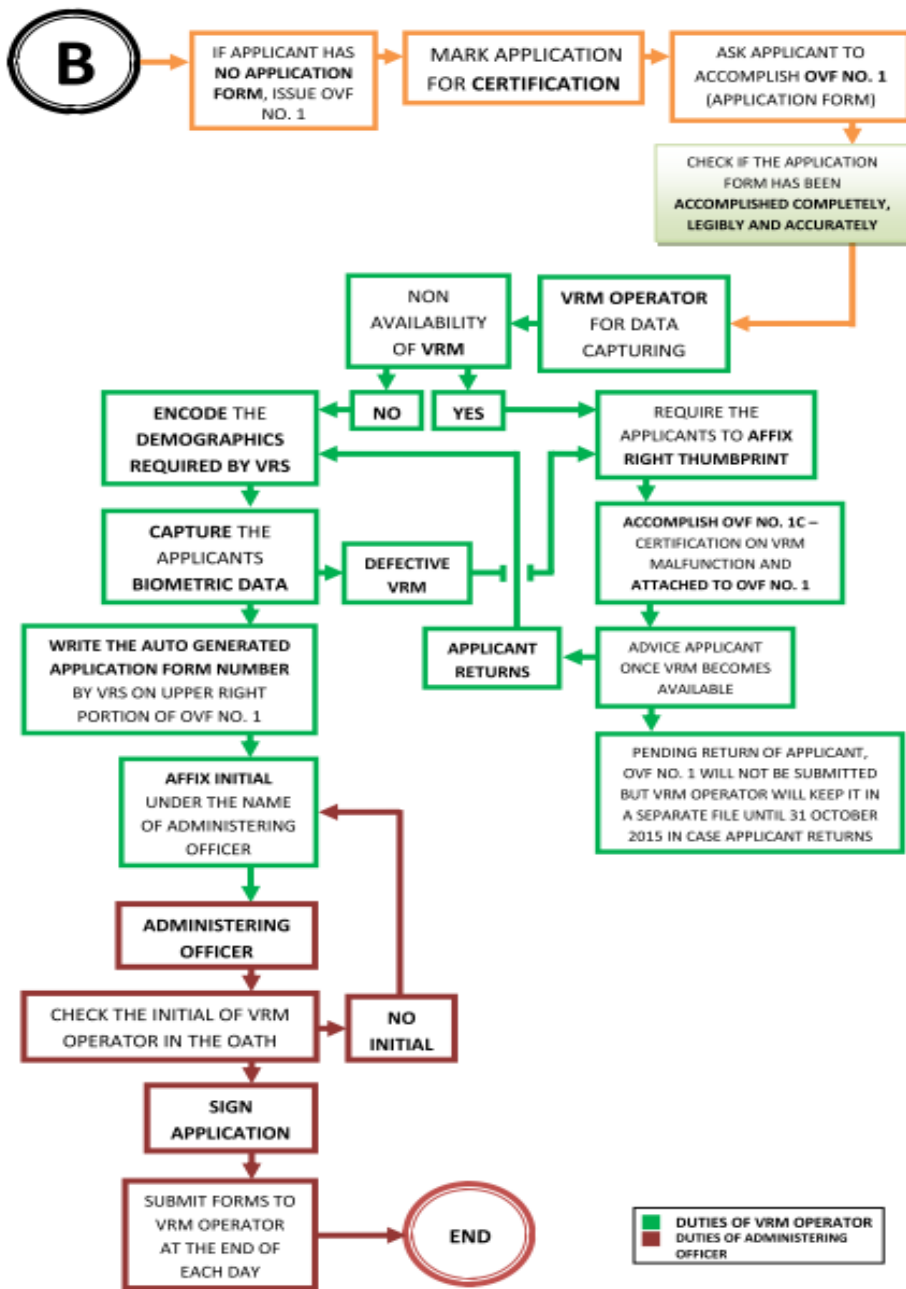 B
IF APPLICANT HAS
NO APPLICATION
FORM, ISSUE OVF
NO. 1
MARK APPLICATION
FOR CERTIFICATION
ASK APPLICANT TO
ACCOMPLISH OVF NO. 1
(APPLICATION FORM)
CHECK IF THE APPLICATION
FORM HAS BEEN
ACCOMPLISHED COMPLETELY,
LEGIBLY AND ACCURATELY
VRM OPERATOR
FOR DATA
CAPTURING
NON
AVAILABILITY
OF VRM
NO
YES
ENCODE THE
DEMOGRAPHICS
REQUIRED BY VRS
REQUIRE THE
APPLICANTS TO AFFIX
RIGHT THUMBPRINT
CAPTURE THE
APPLICANTS
BIOMETRIC DATA
DEFECTIVE
VRM
ACCOMPLISH OVF NO. 1C –
CERTIFICATION ON VRM
MALFUNCTION AND
ATTACHED TO OVF NO. 1
WRITE THE AUTO GENERATED
APPLICATION FORM NUMBER
BY VRS ON UPPER RIGHT
PORTION OF OVF NO. 1
APPLICANT
RETURNS
ADVICE APPLICANT
ONCE VRM BECOMES
AVAILABLE
PENDING RETURN OF APPLICANT,
OVF NO. 1 WILL NOT BE SUBMITTED
BUT VRM OPERATOR WILL KEEP IT IN
A SEPARATE FILE UNTIL 31 OCTOBER
2015 IN CASE APPLICANT RETURNS
AFFIX INITIAL
UNDER THE NAME
OF ADMINISTERING
OFFICER
ADMINISTERING
OFFICER
CHECK THE INITIAL OF VRM
OPERATOR IN THE OATH
NO
INITIAL
SIGN
APPLICATION
SUBMIT FORMS TO
VRM OPERATOR
AT THE END OF
EACH DAY
END
DUTIES OF VRM OPERATOR
DUTIES OF ADMINISTERING
OFFICER